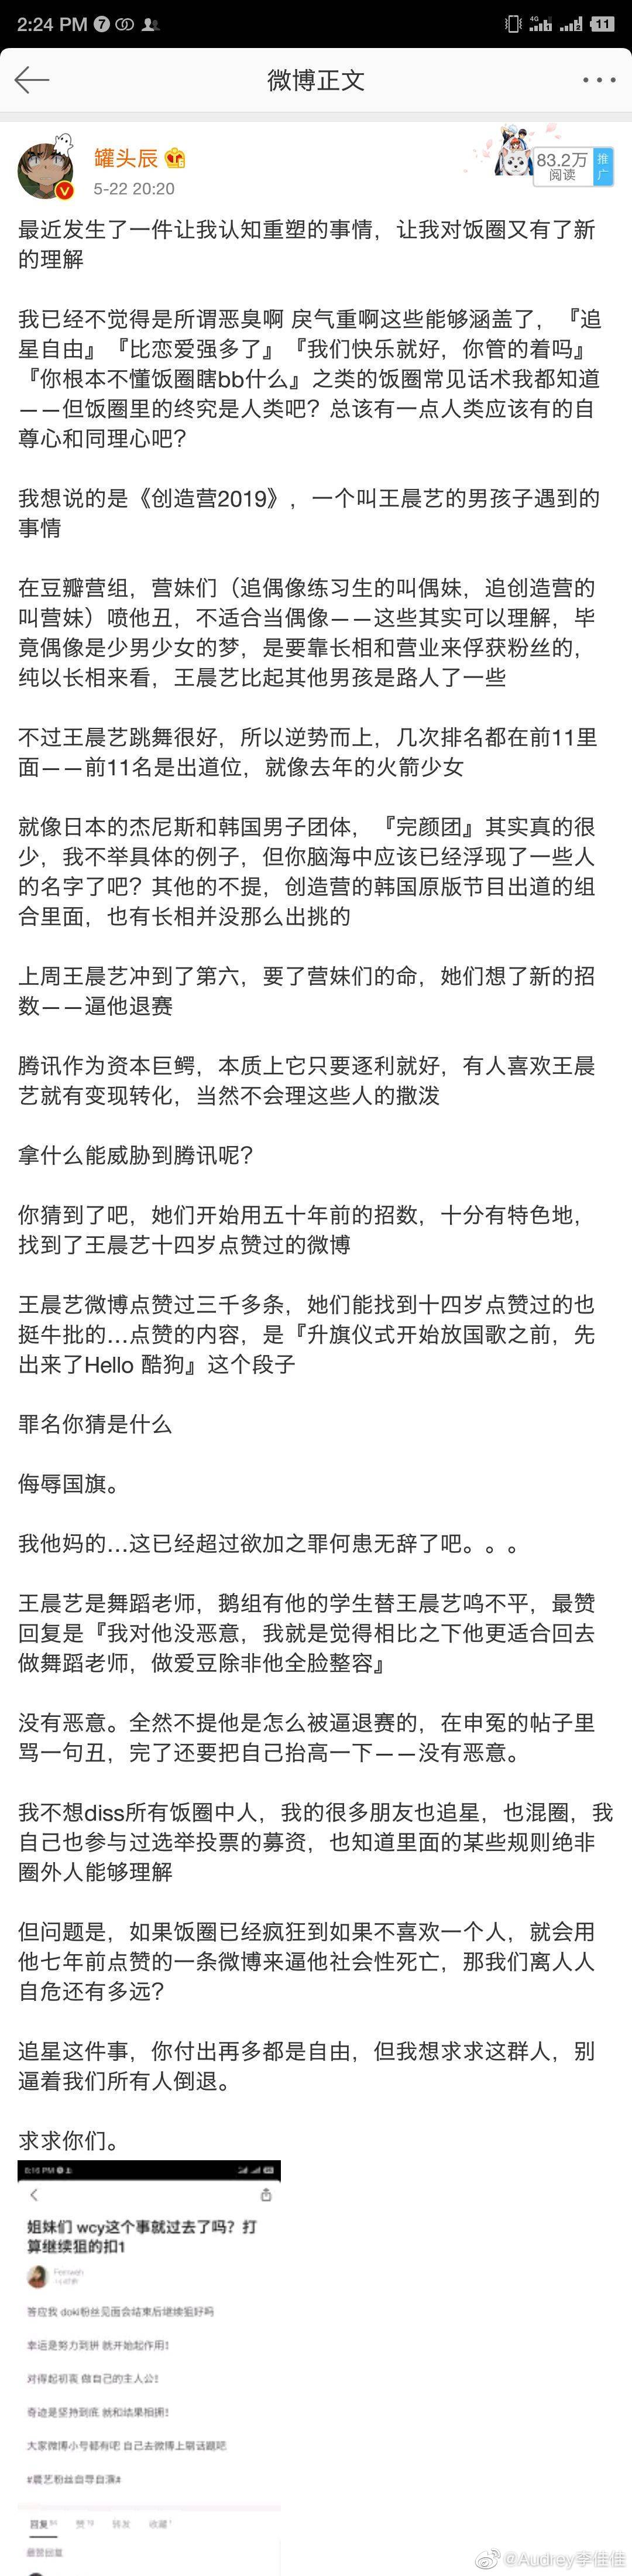 2:24 PM 7
4G
2
11
微博正文
罐头辰
83.2万
阅读
推广
5-22 20:20
最近发生了一件让我认知重塑的事情，让我对饭圈又有了新
的理解
我已经不觉得是所谓恶臭啊 戾气重啊这些能够涵盖了，『追
星自由』『比恋爱强多了』『我们快乐就好，你管的着吗』
『你根本不懂饭圈瞎bb什么』之类的饭圈常见话术我都知道
——但饭圈里的终究是人类吧？总该有一点人类应该有的自
尊心和同理心吧？
我想说的是《创造营2019》，一个叫王晨艺的男孩子遇到的
事情
在豆瓣营组，营妹们（追偶像练习生的叫偶妹，追创造营的
叫营妹）喷他丑，不适合当偶像——这些其实可以理解，毕
竟偶像是少男少女的梦，是要靠长相和营业来俘获粉丝的，
纯以长相来看，王晨艺比起其他男孩是路人了一些
不过王晨艺跳舞很好，所以逆势而上，几次排名都在前11里
面——前11名是出道位，就像去年的火箭少女
就像日本的杰尼斯和韩国男子团体，『完颜团』其实真的很
少，我不举具体的例子，但你脑海中应该已经浮现了一些人
的名字了吧？其他的不提，创造营的韩国原版节目出道的组
合里面，也有长相并没那么出挑的
上周王晨艺冲到了第六，要了营妹们的命，她们想了新的招
数——逼他退赛
腾讯作为资本巨鳄，本质上它只要逐利就好，有人喜欢王晨
艺就有变现转化，当然不会理这些人的撒泼
拿什么能威胁到腾讯呢？
你猜到了吧，她们开始用五十年前的招数，十分有特色地，
找到了王晨艺十四岁点赞过的微博
王晨艺微博点赞过三千多条，她们能找到十四岁点赞过的也
挺牛批的…点赞的内容，是『升旗仪式开始放国歌之前，先
出来了Hello 酷狗』这个段子
罪名你猜是什么
侮辱国旗。
我他妈的…这已经超过欲加之罪何患无辞了吧。。。
王晨艺是舞蹈老师，鹅组有他的学生替王晨艺鸣不平，最赞
回复是『我对他没恶意，我就是觉得相比之下他更适合回去
做舞蹈老师，做爱豆除非他全脸整容』
没有恶意。全然不提他是怎么被逼退赛的，在申冤的帖子里
骂一句丑，完了还要把自己抬高一下——没有恶意。
我不想diss所有饭圈中人，我的很多朋友也追星，也混圈，我
自己也参与过选举投票的募资，也知道里面的某些规则绝非
圈外人能够理解
但问题是，如果饭圈已经疯狂到如果不喜欢一个人，就会用
他七年前点赞的一条微博来逼他社会性死亡，那我们离人人
自危还有多远？
追星这件事，你付出再多都是自由，但我想求求这群人，别
逼着我们所有人倒退。
求求你们。
姐妹们 wcy这个事就过去了吗？打
算继续狙的扣1
答应我 doki粉丝见面会结束后继续狙好吗
幸运是努力到拼 就开始起作用！
对得起初衷 做自己的主人公！
奇迹是坚持到底 就和结果相拥！
大家微博小号都有吧 自己去微博上刷话题吧
#晨艺粉丝自导自演#
回复 赞 转发 收藏
最赞回复
@Audrey李佳佳